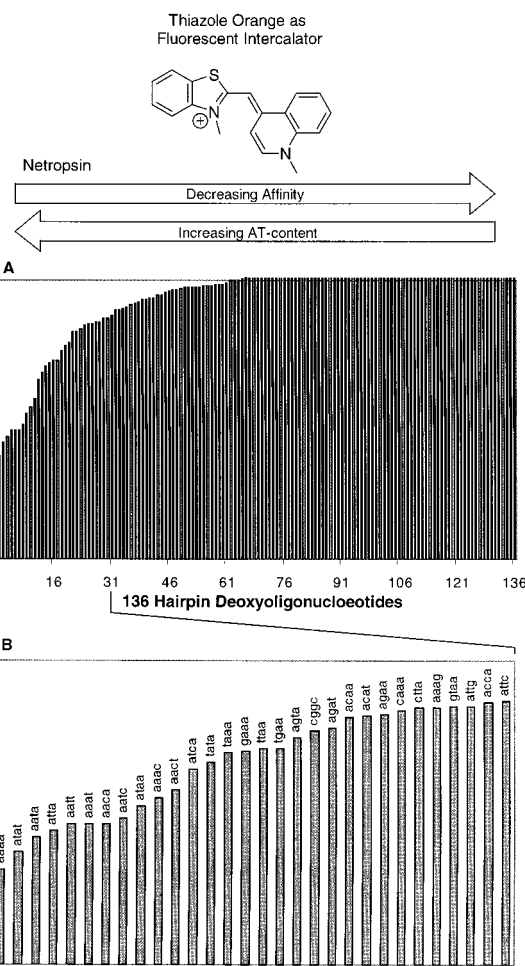 Thiazole Orange as
Fluorescent Intercalator
S
N
+
N
Netropsin
Decreasing Affinity
Increasing AT-content
A
16 31 46 61 76 91 106 121 136
136 Hairpin Deoxyoligonucloeotides
B
aaaa atat aata atta aatt aaat aaca aatc ataa aaac aact atca tata taaa gaaa ttaa tgaa agta cggc agat acaa acat agaa caaa ctta aaag gtaa attg acca attc